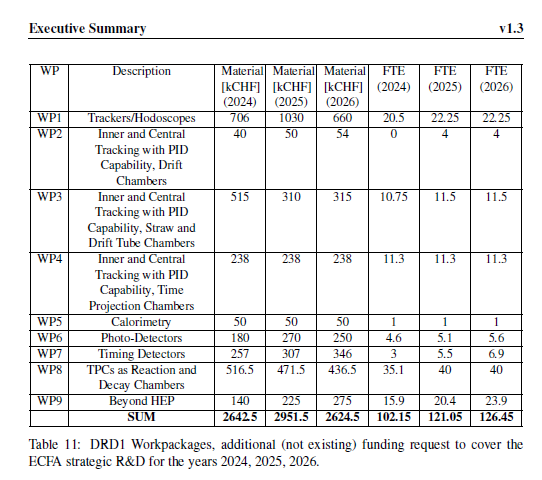 Executive Summary v1.3
WP Description Material Material Material FTE FTE FTE
[kCHF] [kCHF] [kCHF] (2024) (2025) (2026)
(2024) (2025) (2026)
WP1 Trackers/Hodoscopes 706 1030 660 20.5 22.25 22.25
WP2 Inner and Central 40 50 54 0 4 4
Tracking with PID
Capability, Drift
Chambers
WP3 Inner and Central 515 310 315 10.75 11.5 11.5
Tracking with PID
Capability, Straw and
Drift Tube Chambers
WP4 Inner and Central 238 238 238 11.3 11.3 11.3
Tracking with PID
Capability, Time
Projection Chambers
WP5 Calorimetry 50 50 50 1 1 1
WP6 Photo-Detectors 180 270 250 4.6 5.1 5.6
WP7 Timing Detectors 257 307 346 3 5.5 6.9
WP8 TPCs as Reaction and 516.5 471.5 436.5 35.1 40 40
Decay Chambers
WP9 Beyond HEP 140 225 275 15.9 20.4 23.9
SUM 2642.5 2951.5 2624.5 102.15 121.05 126.45
Table 11: DRD1 Workpackages, additional (not existing) funding request to cover the
ECFA strategic R&D for the years 2024, 2025, 2026.